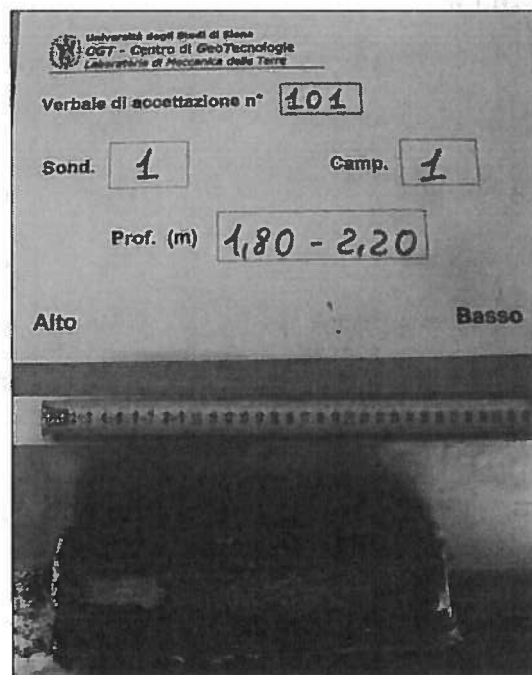 Università degli Studi di Siena
CGT - Centro di GeoTecnologie
Laboratorio di Meccanica delle Terre
Verbale di accettazione n° 101
Sond. 1 Camp. 1
Prof. (m) 1,80 - 2,20
Alto Basso